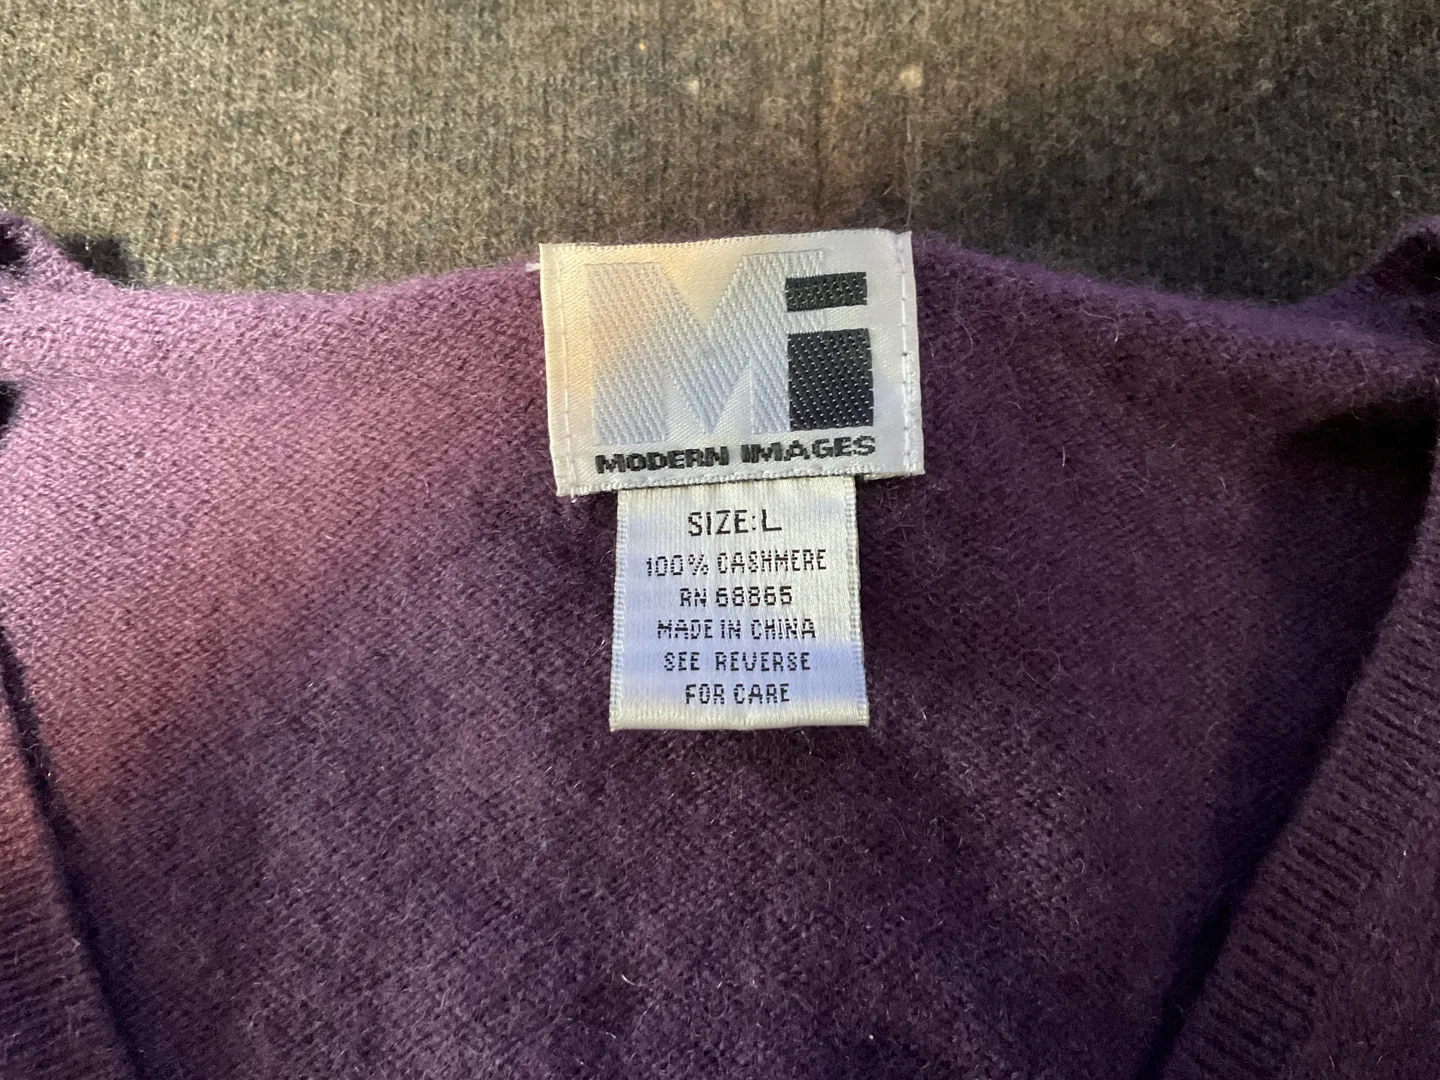 Mi
MODERN IMAGES
SIZE: L
100% CASHMERE
RN 68865
MADE IN CHINA
SEE REVERSE
FOR CARE